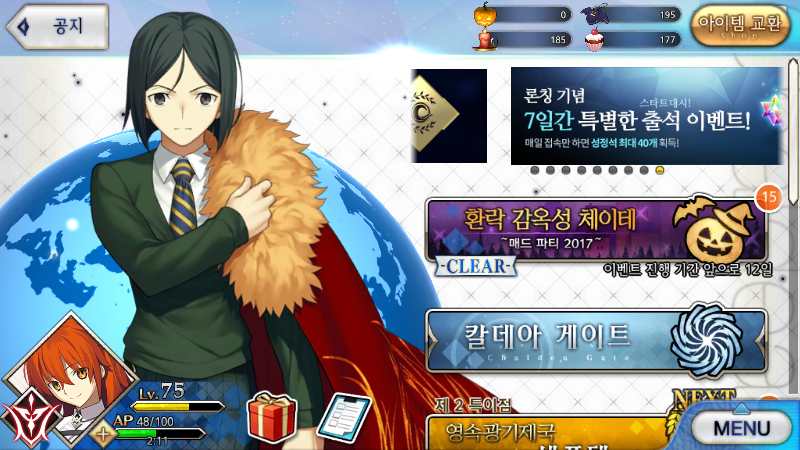 공지
0
195
185
177
아이템 교환
Shop
론칭 기념
스타트대시!
7일간 특별한 출석 이벤트!
매일 접속만 하면 성정석 최대 40개 획득!
15
환락 감옥성 체이테
~매드 파티 2017~
-CLEAR-
이벤트 진행 기간 앞으로 12일
칼데아 게이트
Chaldea Gate
NEXT
제 2 특이점
영속광기제국
Lv.75
AP 48/100
2:11
MENU